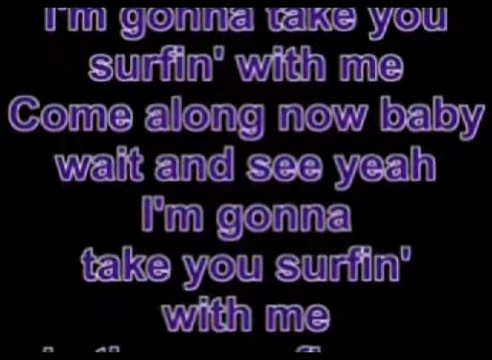 I'm gonna take you
surfin' with me
Come along now baby
wait and see yeah
I'm gonna
take you surfin'
with me